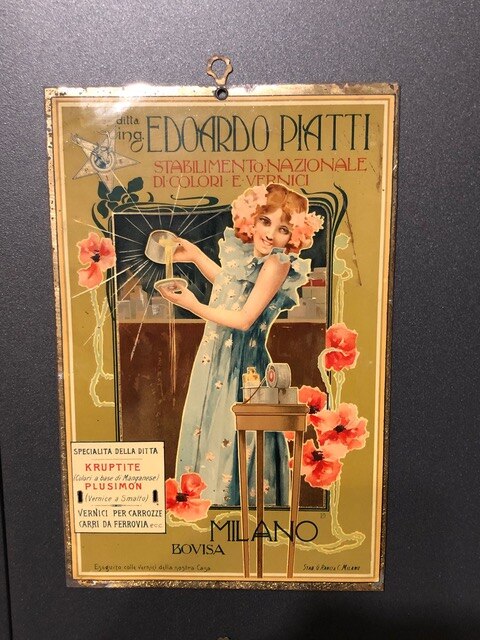 ditta
ing. EDOARDO PIATTI
STABILIMENTO NAZIONALE
DI COLORI E VERNICI
SPECIALITA DELLA DITTA
KRUPTITE
(Colori a base di Manganese)
PLUSIMON
(Vernice a Smalto)
VERNICI PER CARROZZE
CARRI DA FERROVIA ecc.
MILANO
BOVISA
Eseguito colle Vernici della nostra Casa